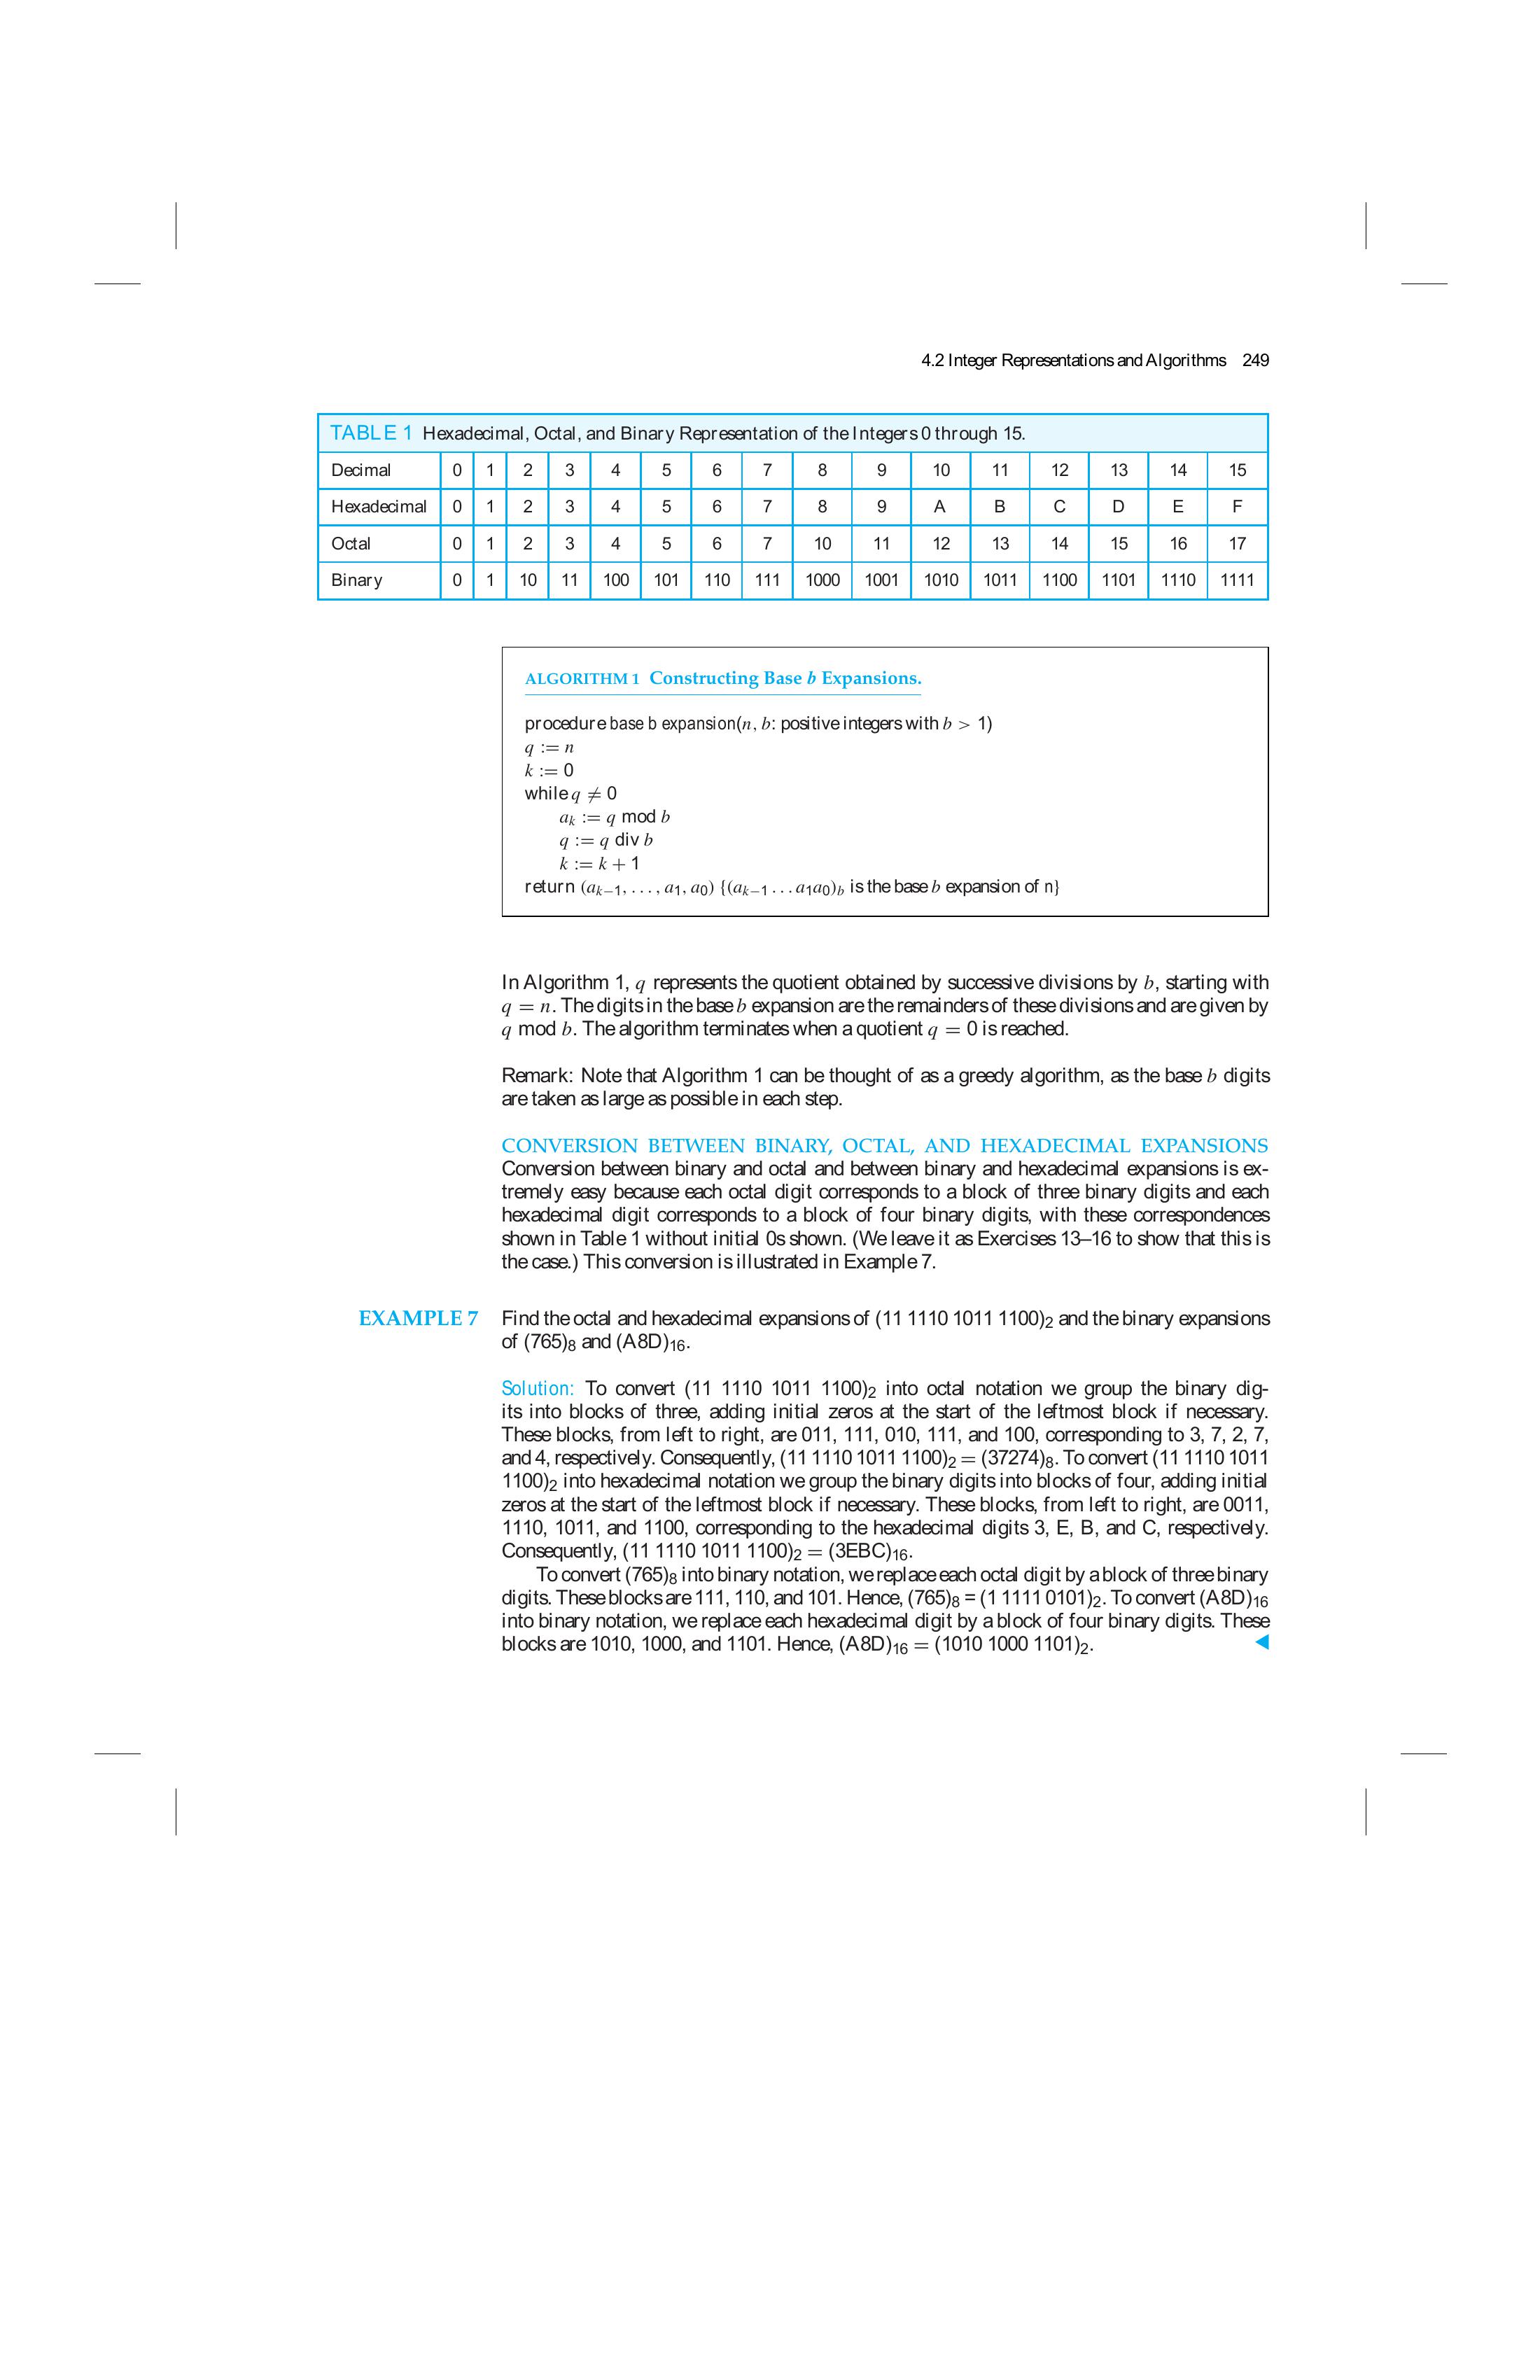 4.2 Integer Representations and Algorithms 249
TABLE 1 Hexadecimal, Octal, and Binary Representation of the Integers 0 through 15.
Decimal 0 1 2 3 4 5 6 7 8 9 10 11 12 13 14 15
Hexadecimal 0 1 2 3 4 5 6 7 8 9 A B C D E F
Octal 0 1 2 3 4 5 6 7 10 11 12 13 14 15 16 17
Binary 0 1 10 11 100 101 110 111 1000 1001 1010 1011 1100 1101 1110 1111
ALGORITHM 1 Constructing Base b Expansions.
procedure base b expansion(n, b: positive integers with b > 1)
q := n
k := 0
while q ≠ 0
a_k := q mod b
q := q div b
k := k + 1
return (a_{k−1}, . . . , a_1, a_0) {(a_{k−1} . . . a_1a_0)_b is the base b expansion of n}
In Algorithm 1, q represents the quotient obtained by successive divisions by b, starting with
q = n. The digits in the base b expansion are the remainders of these divisions and are given by
q mod b. The algorithm terminates when a quotient q = 0 is reached.
Remark: Note that Algorithm 1 can be thought of as a greedy algorithm, as the base b digits
are taken as large as possible in each step.
CONVERSION BETWEEN BINARY, OCTAL, AND HEXADECIMAL EXPANSIONS
Conversion between binary and octal and between binary and hexadecimal expansions is ex-
tremely easy because each octal digit corresponds to a block of three binary digits and each
hexadecimal digit corresponds to a block of four binary digits, with these correspondences
shown in Table 1 without initial 0s shown. (We leave it as Exercises 13–16 to show that this is
the case.) This conversion is illustrated in Example 7.
EXAMPLE 7 Find the octal and hexadecimal expansions of (11 1110 1011 1100)₂ and the binary expansions
of (765)₈ and (A8D)₁₆.
Solution: To convert (11 1110 1011 1100)₂ into octal notation we group the binary dig-
its into blocks of three, adding initial zeros at the start of the leftmost block if necessary.
These blocks, from left to right, are 011, 111, 010, 111, and 100, corresponding to 3, 7, 2, 7,
and 4, respectively. Consequently, (11 1110 1011 1100)₂ = (37274)₈. To convert (11 1110 1011
1100)₂ into hexadecimal notation we group the binary digits into blocks of four, adding initial
zeros at the start of the leftmost block if necessary. These blocks, from left to right, are 0011,
1110, 1011, and 1100, corresponding to the hexadecimal digits 3, E, B, and C, respectively.
Consequently, (11 1110 1011 1100)₂ = (3EBC)₁₆.
To convert (765)₈ into binary notation, we replace each octal digit by a block of three binary
digits. These blocks are 111, 110, and 101. Hence, (765)₈ = (1 1111 0101)₂. To convert (A8D)₁₆
into binary notation, we replace each hexadecimal digit by a block of four binary digits. These
blocks are 1010, 1000, and 1101. Hence, (A8D)₁₆ = (1010 1000 1101)₂.